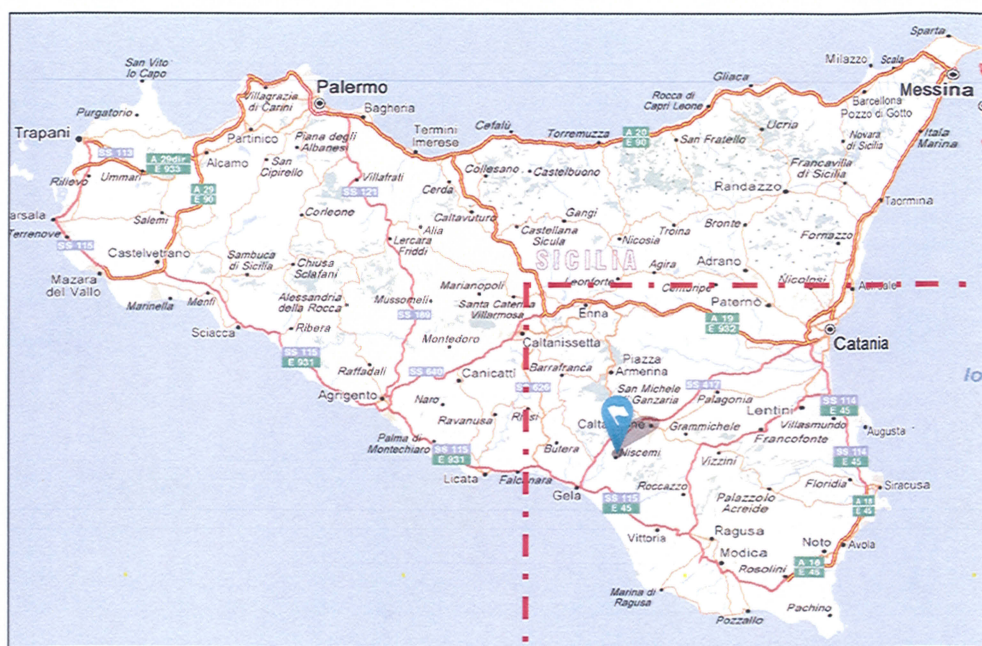 Sparta
San Vito
lo Capo
Milazzo
Scala
Messina
Gliaca
Palermo
Villagrazia
di Carini
Rocca di
Capri Leone
Barcellona
Pozzo di Gotto
Purgatorio
Bagheria
Trapani
Partinico
Piana degli
Albanesi
Termini
Imerese
Cefalù
Torremuzza
A 20
E 90
San Fratello
Ucria
Novara
di Sicilia
Itala
Marina
SS 113
A 29dir
E 933
Alcamo
San
Cipirello
Rilievo
Ummari
A 29
E 90
Villafrati
SS 121
Collesano
Castelbuono
Francavilla
di Sicilia
Cerda
Randazzo
arsala
Salemi
Corleone
Caltavuturo
Taormina
Terrenove
Alia
Gangi
Castellana
Sicula
Troina
Bronte
Fornazzo
SS 115
Lercara
Friddi
Nicosia
Castelvetrano
Sambuca
di Sicilia
Chiusa
Sclafani
SICILIA
Agira
Adrano
Mazara
del Vallo
Marianopoli
Leonforte
Centuripe
Nicolosi
Marinella
Menfi
Alessandria
della Rocca
Mussomeli
Santa Caterina
Villarmosa
Paternò
SS 189
Enna
A 19
E 932
Sciacca
Ribera
Catania
Montedoro
Caltanissetta
SS 115
E 931
Piazza
Armerina
Raffadali
SS 640
Canicattì
Barrafranca
San Michele
Ganzaria
SS 417
Io
SS 626
Palagonia
Agrigento
Naro
Lentini
SS 114
E 45
Ravanusa
Riesi
Grammichele
Villasmundo
Augusta
Francofonte
Palma di
Montechiaro
SS 115
E 931
Butera
Niscemi
Vizzini
SS 114
E 45
Licata
Falconara
Gela
Roccazzo
Floridia
Siracusa
SS 115
E 45
Palazzolo
Acreide
A 18
E 45
Vittoria
Ragusa
Noto
Avola
Modica
A 18
E 45
Rosolini
Marina di
Ragusa
Pachino
Pozzallo